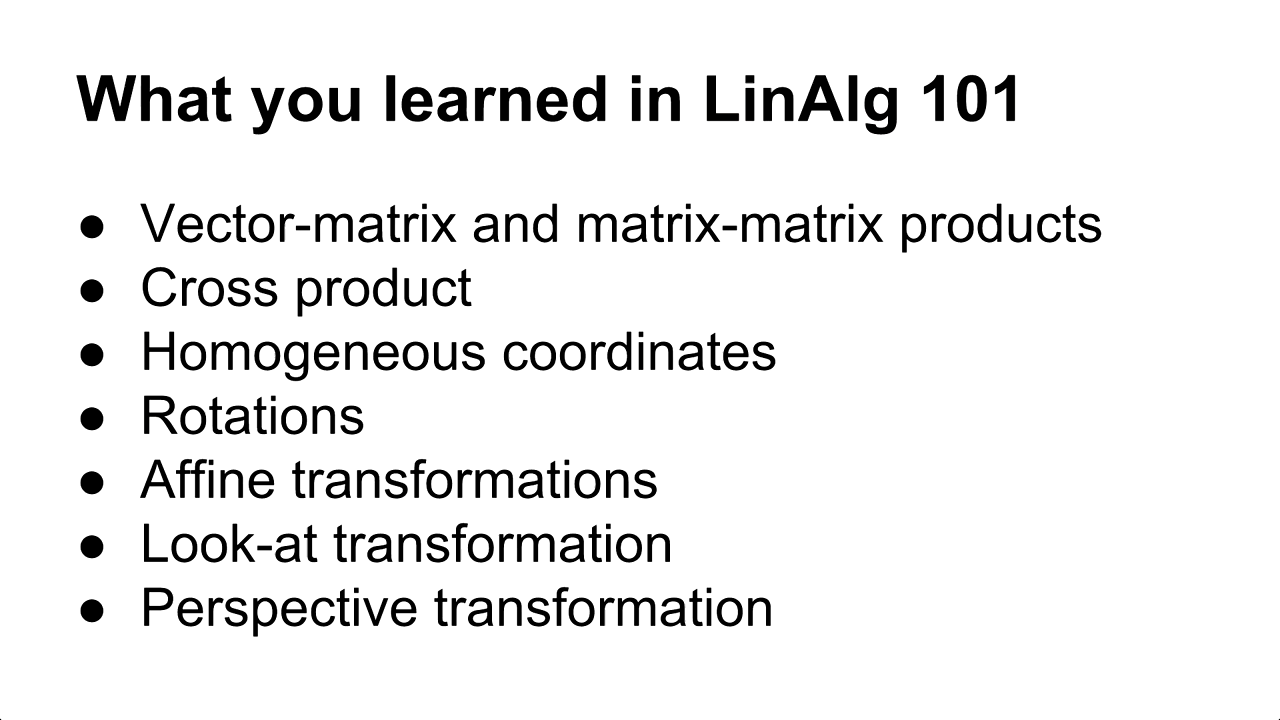 What you learned in LinAlg 101
● Vector-matrix and matrix-matrix products
● Cross product
● Homogeneous coordinates
● Rotations
● Affine transformations
● Look-at transformation
● Perspective transformation